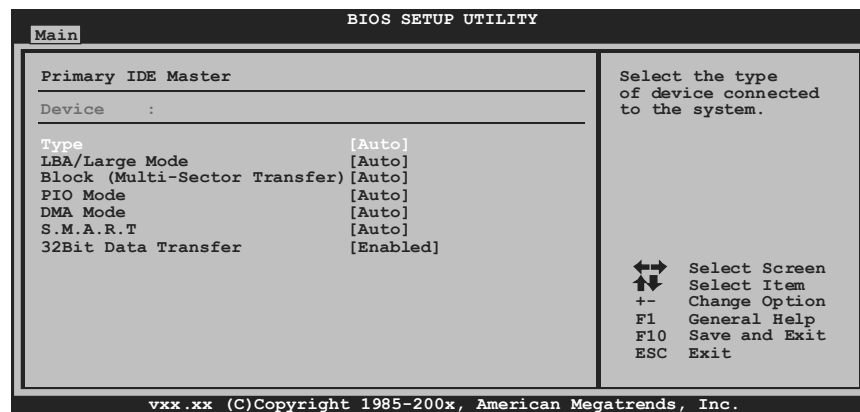 BIOS SETUP UTILITY
Main
Primary IDE Master
Device :
Type [Auto]
LBA/Large Mode [Auto]
Block (Multi-Sector Transfer)[Auto]
PIO Mode [Auto]
DMA Mode [Auto]
S.M.A.R.T [Auto]
32Bit Data Transfer [Enabled]
Select the type
of device connected
to the system.
Select Screen
Select Item
+- Change Option
F1 General Help
F10 Save and Exit
ESC Exit
vxx.xx (C)Copyright 1985-200x, American Megatrends, Inc.